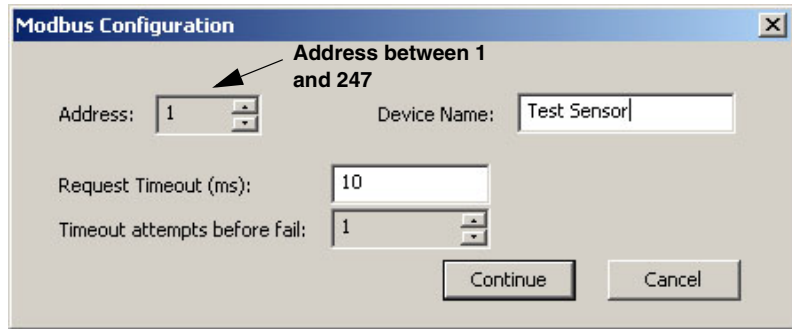 Modbus Configuration
Address between 1
and 247
Address: 1
Device Name: Test Sensor
Request Timeout (ms): 10
Timeout attempts before fail: 1
Continue Cancel